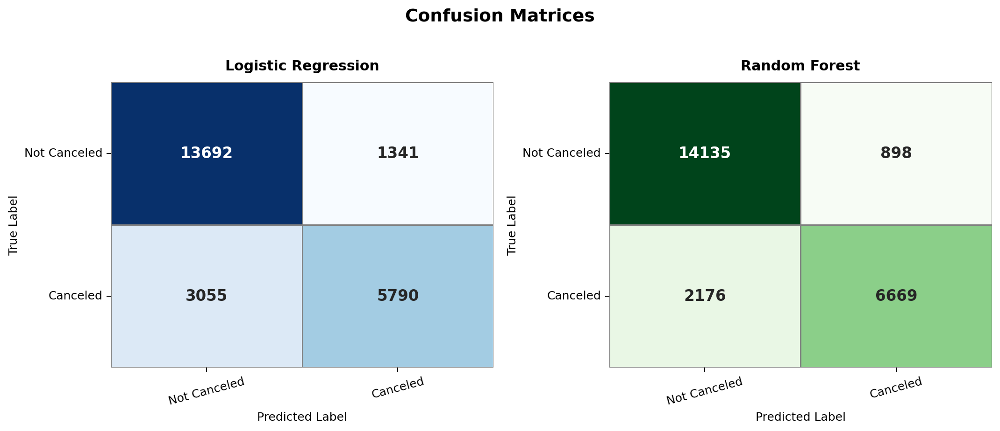 Confusion Matrices
Logistic Regression
True Label
Not Canceled
13692
1341
Canceled
3055
5790
Not Canceled
Canceled
Predicted Label
Random Forest
True Label
Not Canceled
14135
898
Canceled
2176
6669
Not Canceled
Canceled
Predicted Label